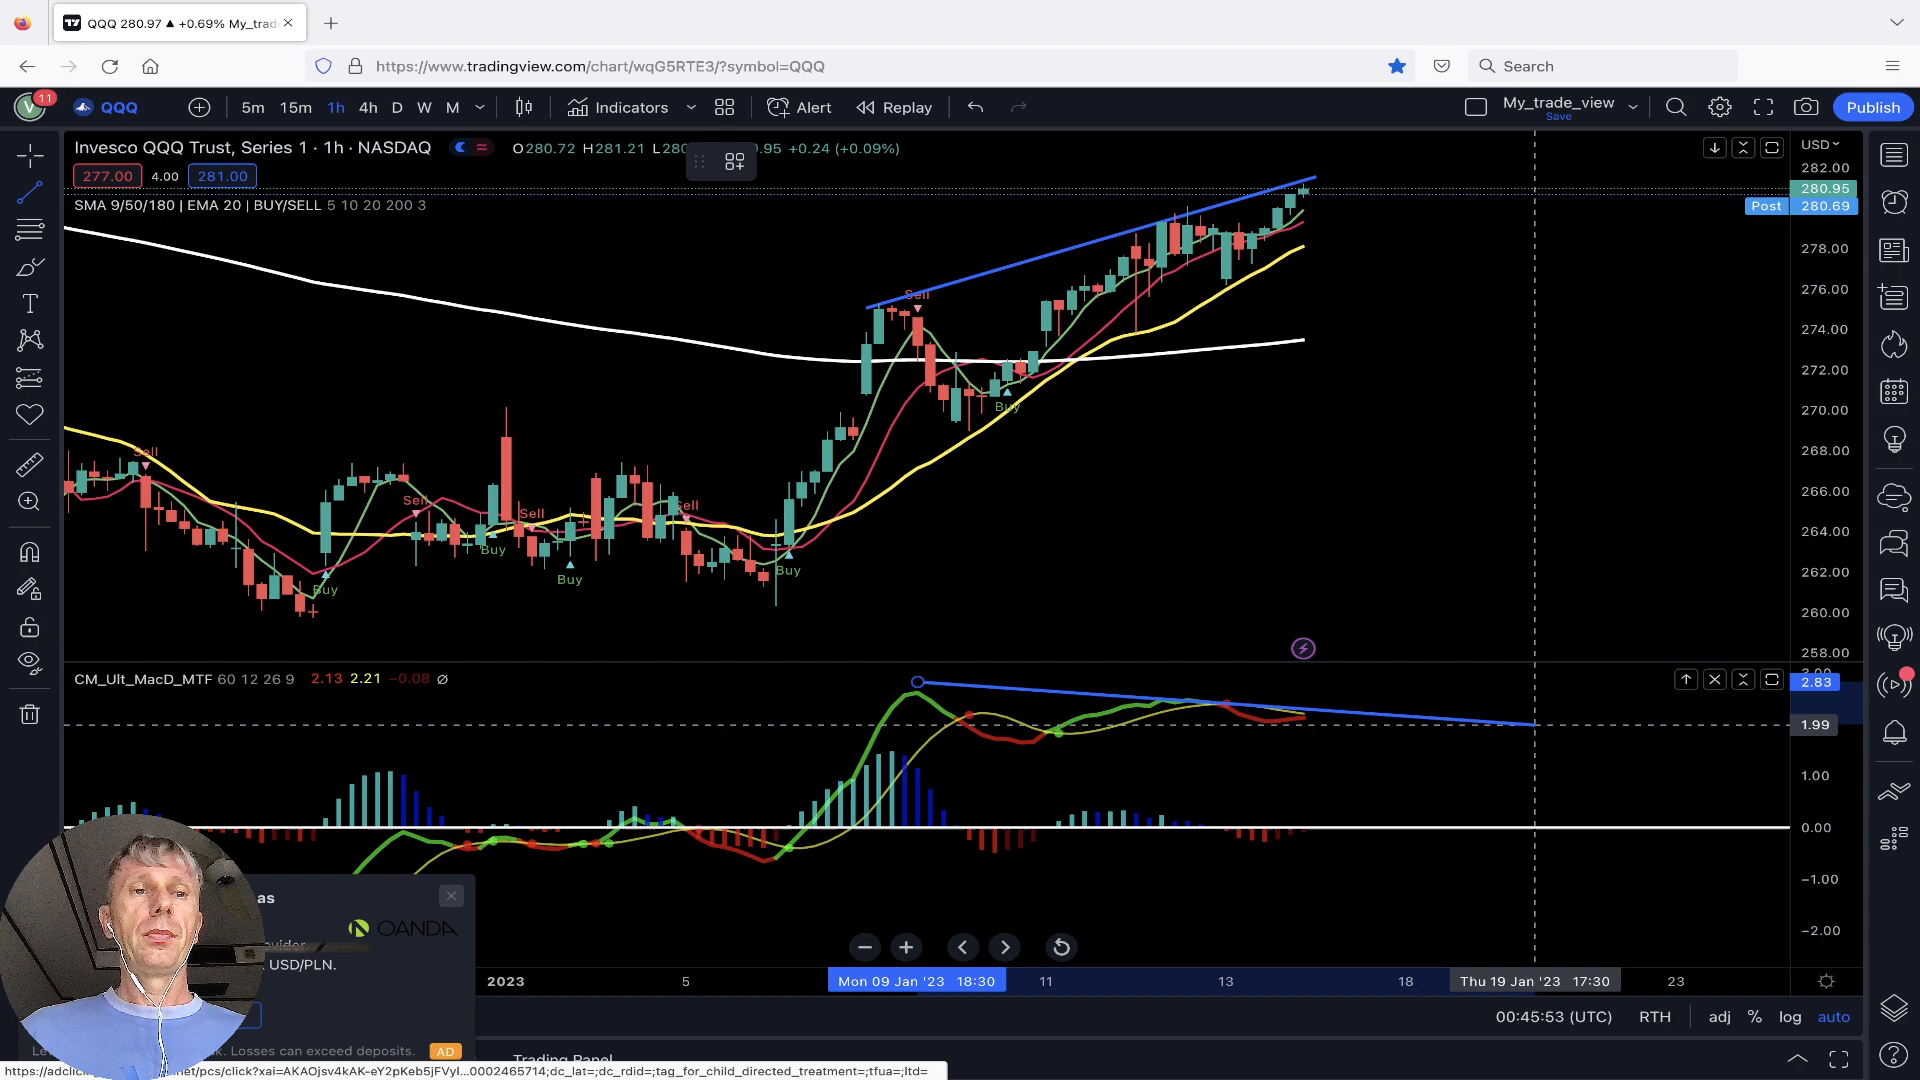 QQQ 280.97 ▲ +0.69% My_trad
https://www.tradingview.com/chart/wqG5RTE3/?symbol=QQQ
Search
V 11 QQQ 5m 15m 1h 4h D W M Indicators Alert Replay My_trade_view Save Publish
Invesco QQQ Trust, Series 1 · 1h · NASDAQ O280.72 H281.21 L280 .95 +0.24 (+0.09%)
277.00 4.00 281.00
SMA 9/50/180 | EMA 20 | BUY/SELL 5 10 20 200 3
USD
282.00
280.95
Post 280.69
278.00
276.00
274.00
272.00
270.00
268.00
266.00
264.00
262.00
260.00
258.00
Sell
Buy
Sell
Buy
Sell
Buy
Sell
Buy
Sell
Buy
CM_Ult_MacD_MTF 60 12 26 9 2.13 2.21 −0.08 ∅
3.00
2.83
1.99
1.00
0.00
−1.00
−2.00
as
OANDA
ovider
USD/PLN.
k. Losses can exceed deposits. AD
2023 5 Mon 09 Jan '23 18:30 11 13 18 Thu 19 Jan '23 17:30 23
00:45:53 (UTC) RTH adj % log auto
Trading Panel